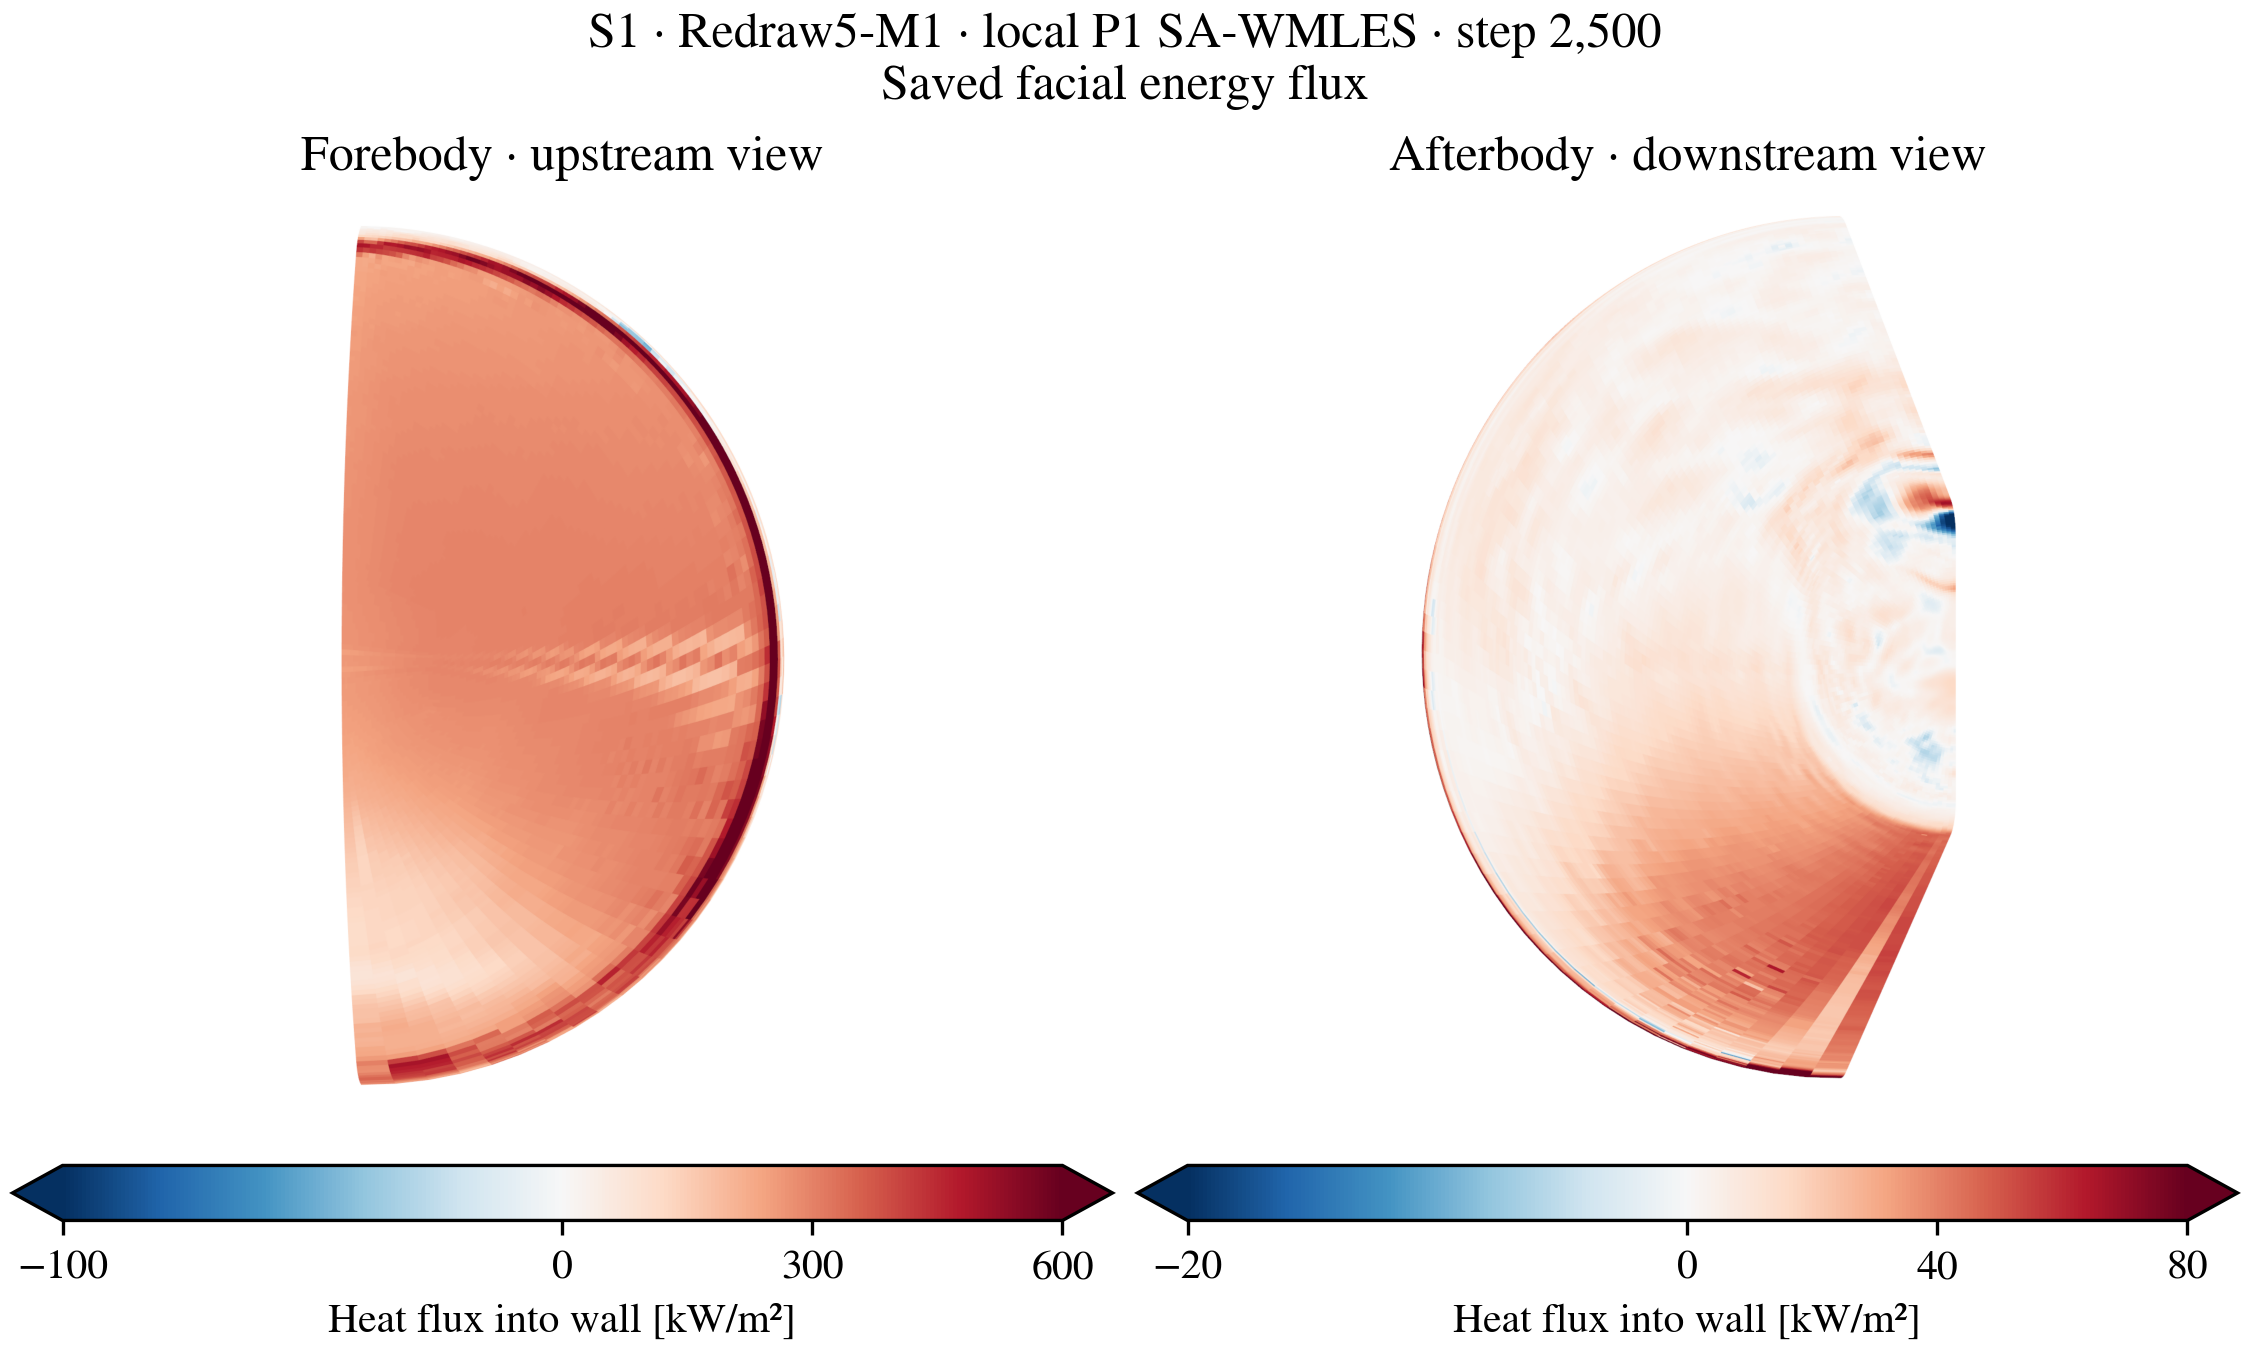 S1 · Redraw5-M1 · local P1 SA-WMLES · step 2,500
Saved facial energy flux
Forebody · upstream view
Afterbody · downstream view
−100 0 300 600
Heat flux into wall [kW/m²]
−20 0 40 80
Heat flux into wall [kW/m²]